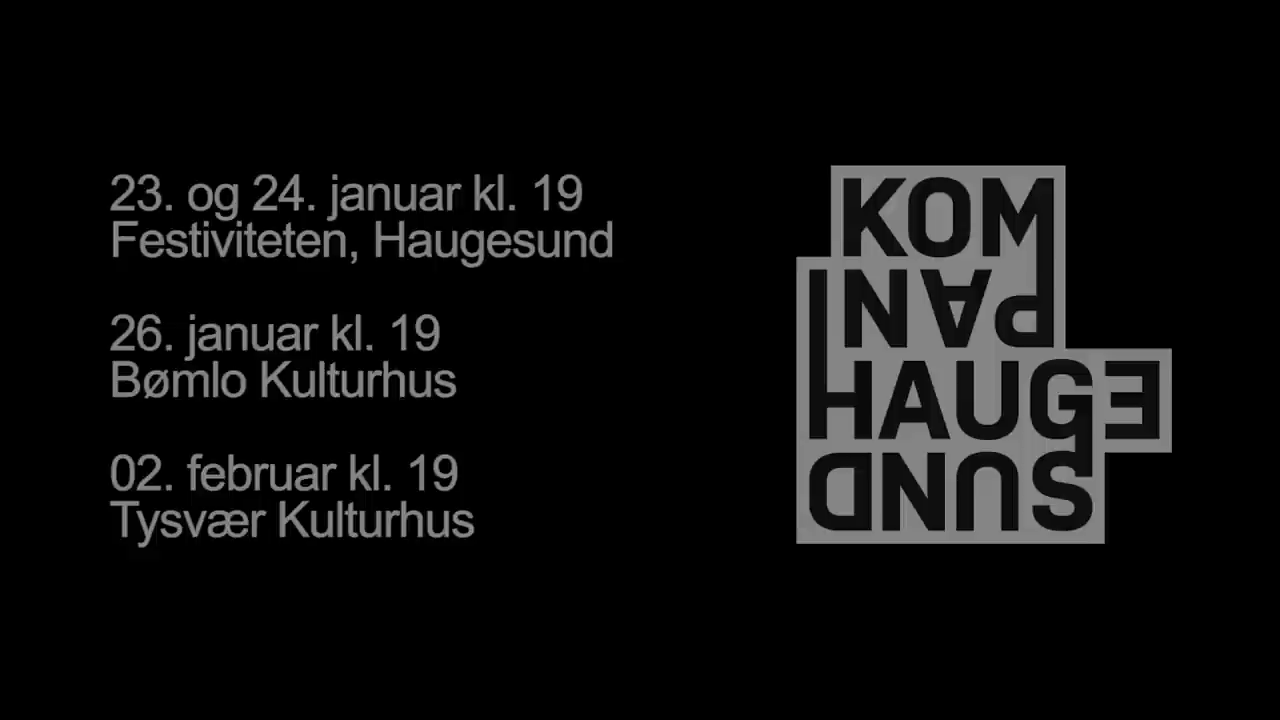 23. og 24. januar kl. 19
Festiviteten, Haugesund
26. januar kl. 19
Bømlo Kulturhus
02. februar kl. 19
Tysvær Kulturhus
KOM
PANI
HAUGE
SUND